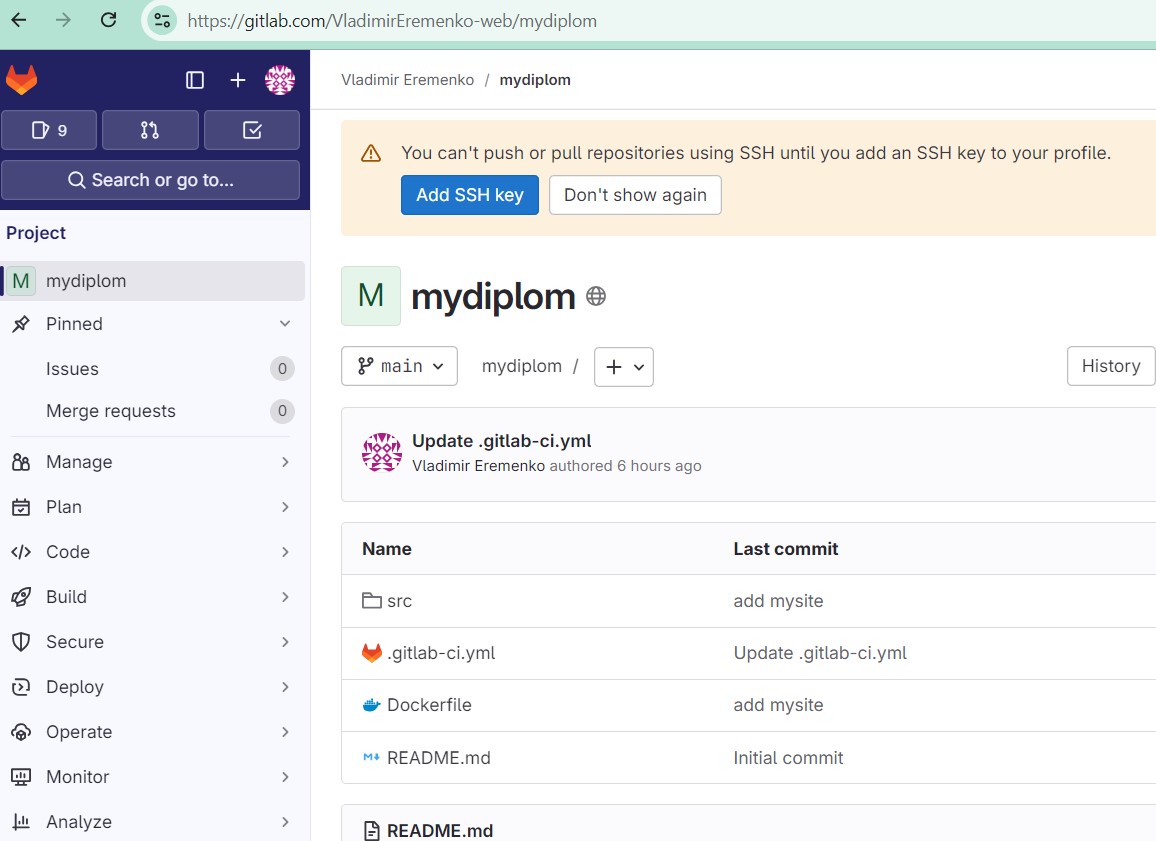 https://gitlab.com/VladimirEremenko-web/mydiplom
9
Search or go to...
Project
M mydiplom
Pinned
Issues 0
Merge requests 0
Manage
Plan
Code
Build
Secure
Deploy
Operate
Monitor
Analyze
Vladimir Eremenko / mydiplom
You can't push or pull repositories using SSH until you add an SSH key to your profile.
Add SSH key Don't show again
M mydiplom
main mydiplom / + History
Update .gitlab-ci.yml
Vladimir Eremenko authored 6 hours ago
Name Last commit
src add mysite
.gitlab-ci.yml Update .gitlab-ci.yml
Dockerfile add mysite
README.md Initial commit
README.md